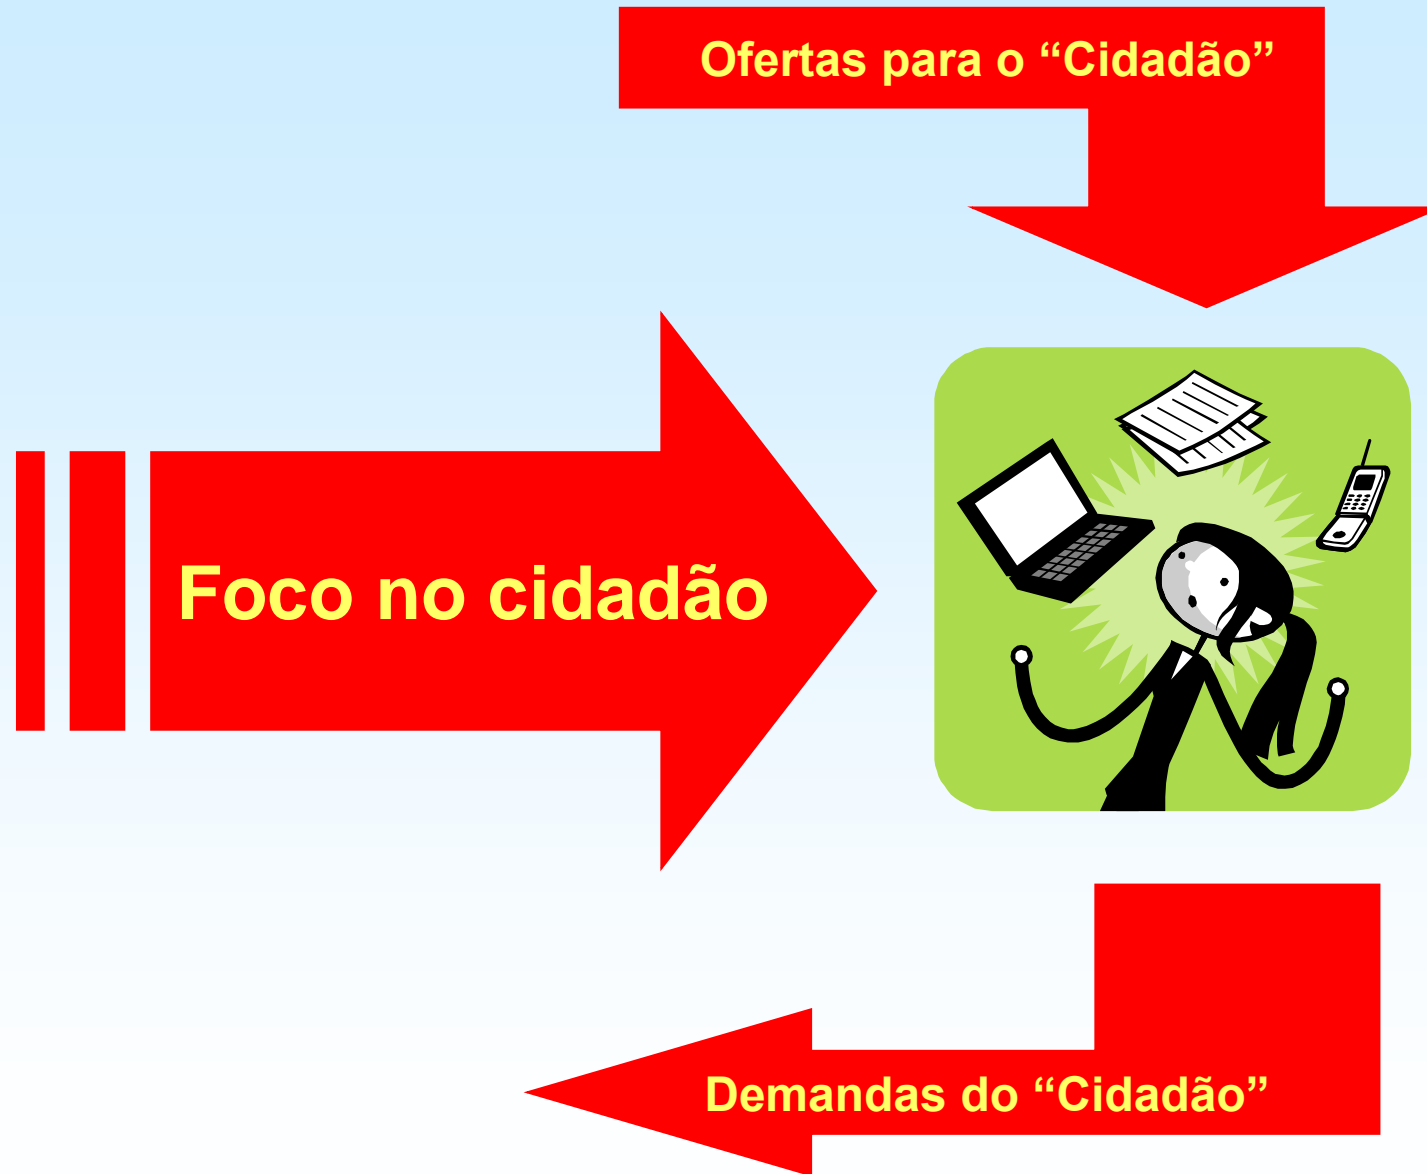 Ofertas para o “Cidadão”
Foco no cidadão
Demandas do “Cidadão”